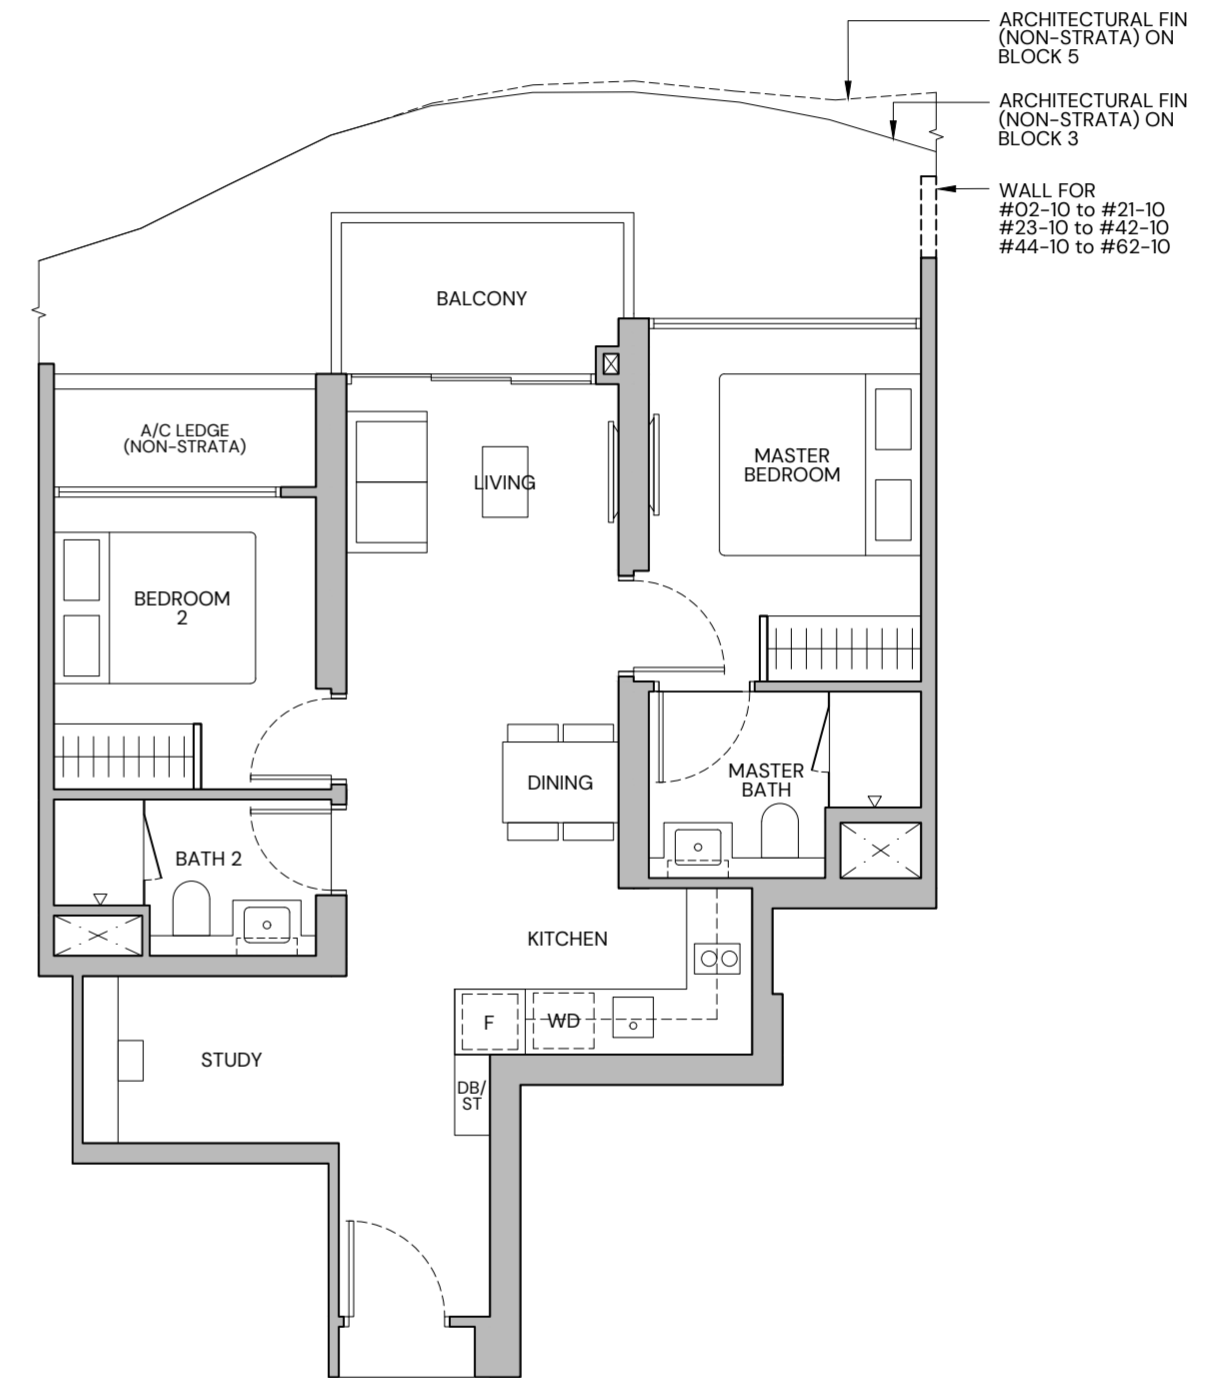 ARCHITECTURAL FIN
(NON-STRATA) ON
BLOCK 5
ARCHITECTURAL FIN
(NON-STRATA) ON
BLOCK 3
WALL FOR
#02-10 to #21-10
#23-10 to #42-10
#44-10 to #62-10
BALCONY
A/C LEDGE
(NON-STRATA)
LIVING
MASTER
BEDROOM
BEDROOM
2
DINING
MASTER
BATH
BATH 2
KITCHEN
F
WD
STUDY
DB/
ST